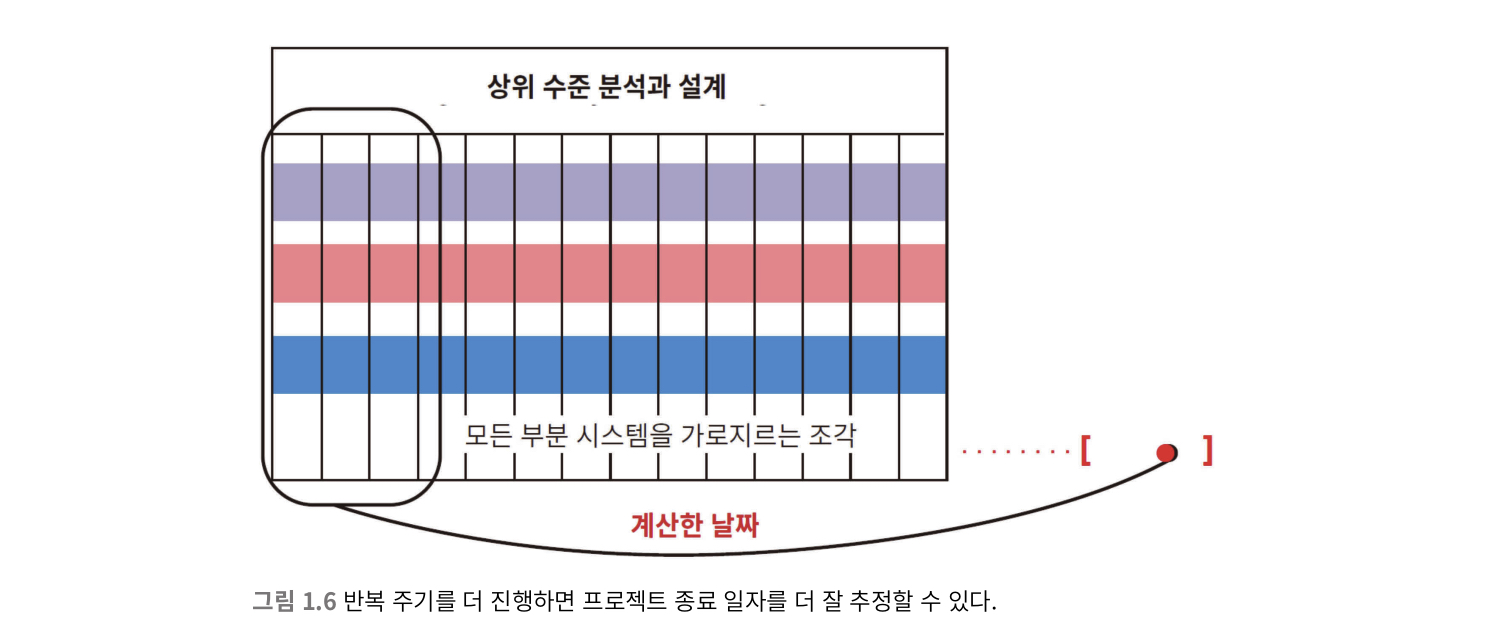 상위 수준 분석과 설계
모든 부분 시스템을 가로지르는 조각
········[ ]
계산한 날짜
그림 1.6 반복 주기를 더 진행하면 프로젝트 종료 일자를 더 잘 추정할 수 있다.